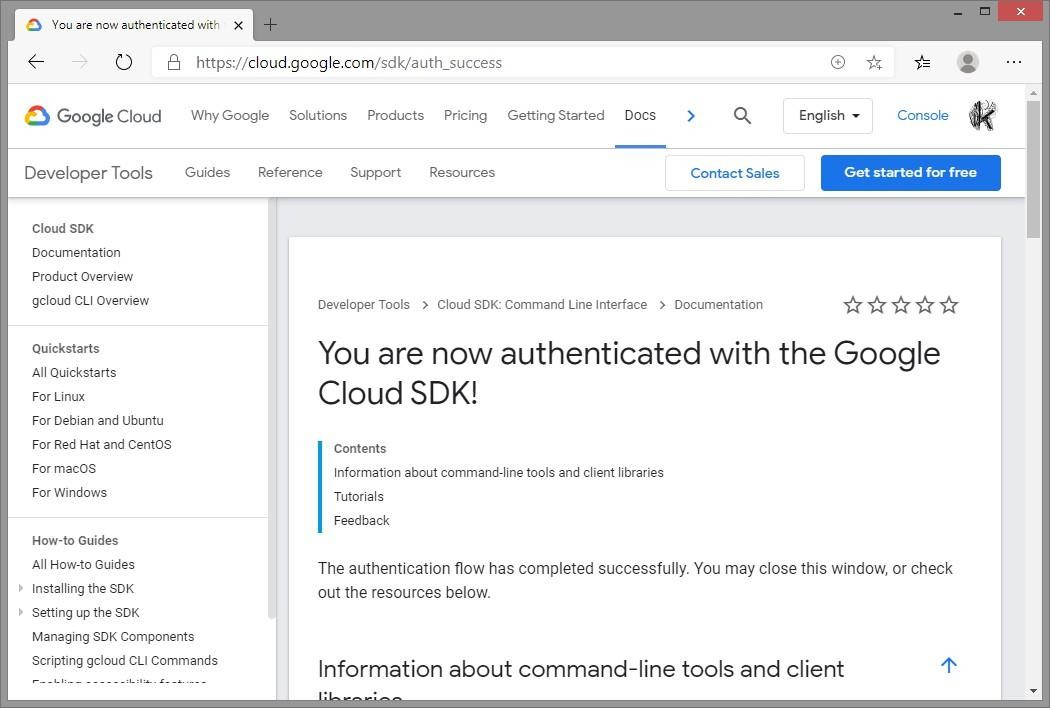 You are now authenticated with
https://cloud.google.com/sdk/auth_success
Google Cloud Why Google Solutions Products Pricing Getting Started Docs English Console
Developer Tools Guides Reference Support Resources Contact Sales Get started for free
Cloud SDK
Documentation
Product Overview
gcloud CLI Overview
Quickstarts
All Quickstarts
For Linux
For Debian and Ubuntu
For Red Hat and CentOS
For macOS
For Windows
How-to Guides
All How-to Guides
Installing the SDK
Setting up the SDK
Managing SDK Components
Scripting gcloud CLI Commands
Enabling accessibility features
Developer Tools > Cloud SDK: Command Line Interface > Documentation
You are now authenticated with the Google
Cloud SDK!
Contents
Information about command-line tools and client libraries
Tutorials
Feedback
The authentication flow has completed successfully. You may close this window, or check
out the resources below.
Information about command-line tools and client
libraries